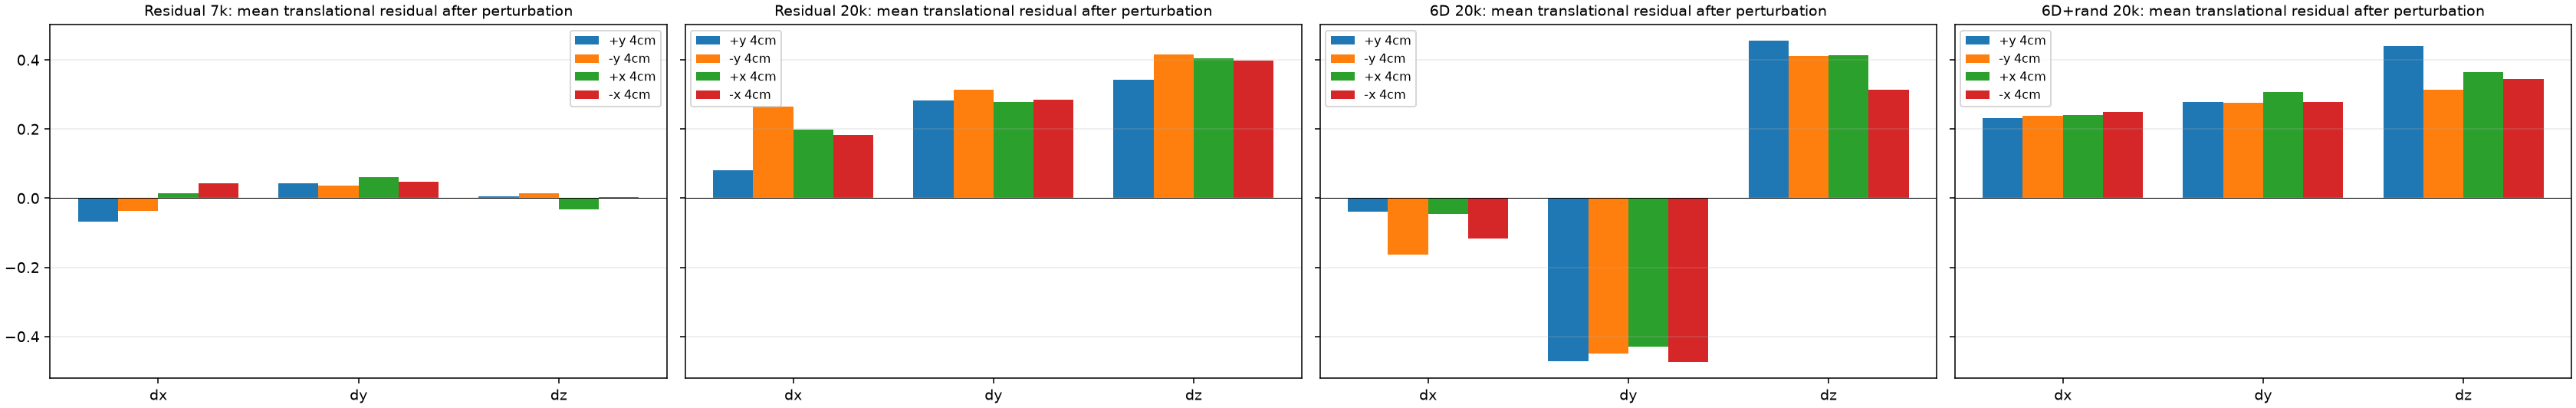 Residual 7k: mean translational residual after perturbation
+y 4cm
-y 4cm
+x 4cm
-x 4cm
0.4
0.2
0.0
−0.2
−0.4
dx
dy
dz
Residual 20k: mean translational residual after perturbation
+y 4cm
-y 4cm
+x 4cm
-x 4cm
dx
dy
dz
6D 20k: mean translational residual after perturbation
+y 4cm
-y 4cm
+x 4cm
-x 4cm
dx
dy
dz
6D+rand 20k: mean translational residual after perturbation
+y 4cm
-y 4cm
+x 4cm
-x 4cm
dx
dy
dz